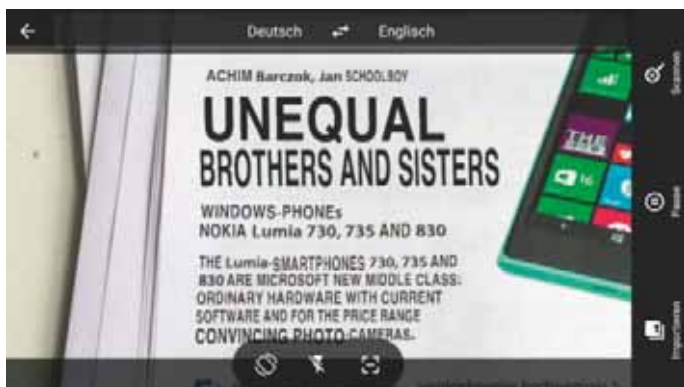 Deutsch Englisch
ACHIM Barczok, Jan SCHOOLBOY
UNEQUAL
BROTHERS AND SISTERS
WINDOWS-PHONEs
NOKIA Lumia 730, 735 AND 830
THE Lumia-SMARTPHONES 730, 735 AND
830 ARE MICROSOFT NEW MIDDLE CLASS:
ORDINARY HARDWARE WITH CURRENT
SOFTWARE AND FOR THE PRICE RANGE
CONVINCING PHOTO-CAMERAS.
Scannen
Pause
Importieren
16